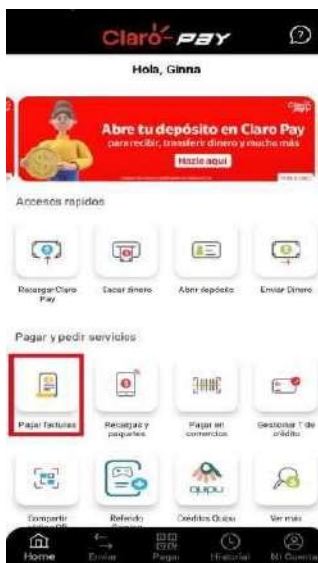 Claro- PAY
Hola, Ginna
Abre tu depósito en Claro Pay
para recibir, transferir dinero y mucho más
Hazlo aquí
Accesos rapidos
Recargar Claro
Pay
Sacar dinero
Abrir depósito
Enviar Dinero
Pagar y pedir servicios
Pagar facturas
Recargas y
paquetes
Pagar en
comercios
Gestionar T de
crédito
Compartir
Referido
quipu
Créditos Quipu
Ver más
Home
Enviar
Pagar
Historial
Mi Cuenta